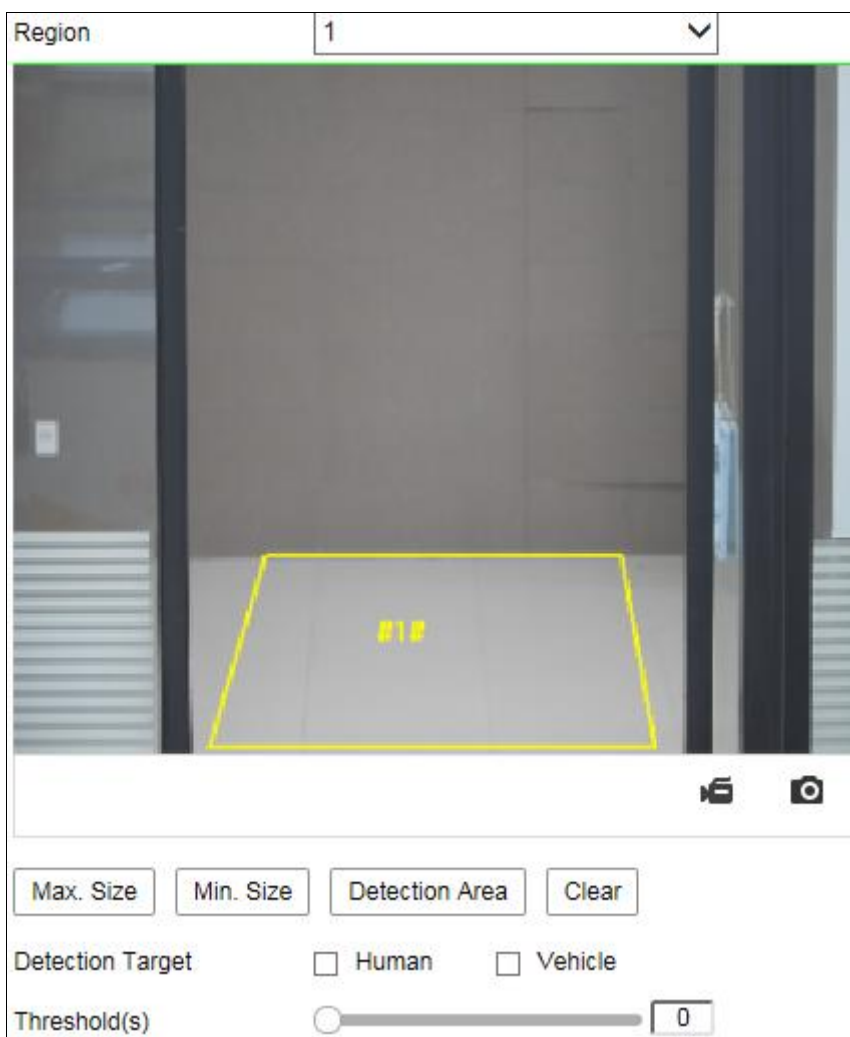 Region 1
#1#
Max. Size Min. Size Detection Area Clear
Detection Target Human Vehicle
Threshold(s) 0